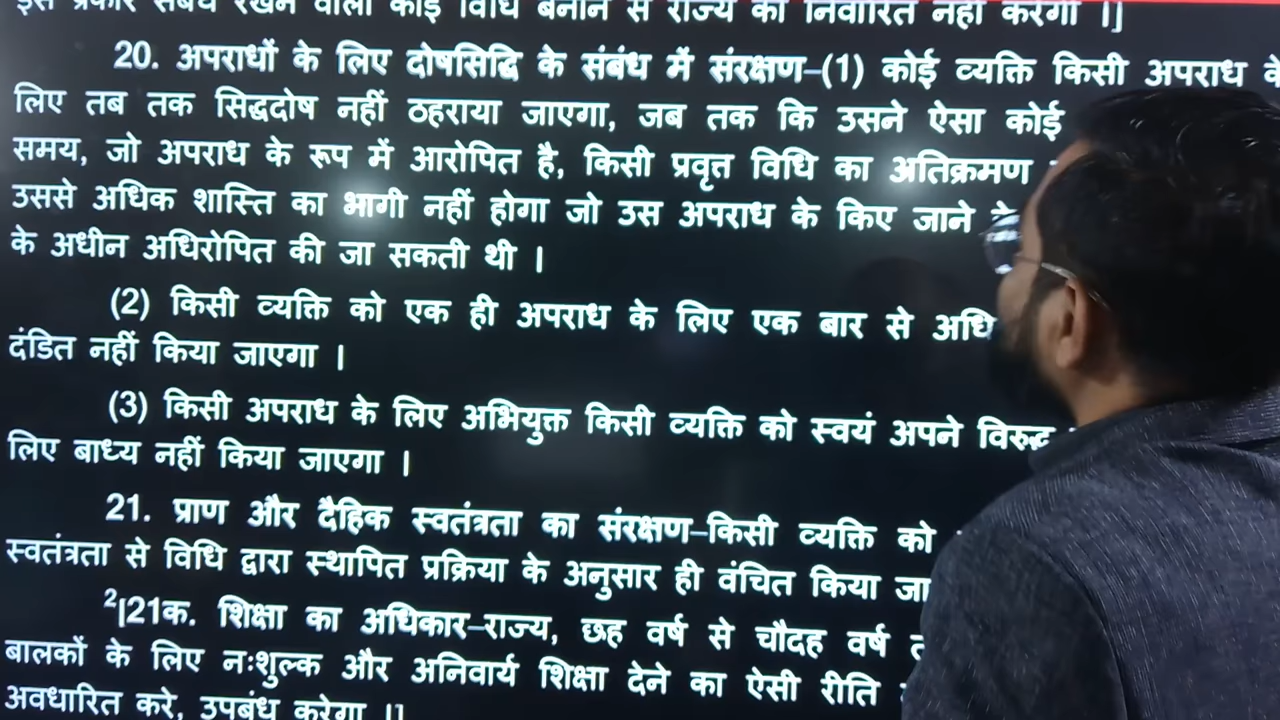 इस प्रकार संबंध रखने वाली कोई विधि बनाने से राज्य को निवारित नहीं करेगी ।]
20. अपराधों के लिए दोषसिद्धि के संबंध में संरक्षण–(1) कोई व्यक्ति किसी अपराध के
लिए तब तक सिद्धदोष नहीं ठहराया जाएगा, जब तक कि उसने ऐसा कोई
समय, जो अपराध के रूप में आरोपित है, किसी प्रवृत्त विधि का अतिक्रमण
उससे अधिक शास्ति का भागी नहीं होगा जो उस अपराध के किए जाने के
के अधीन अधिरोपित की जा सकती थी ।
(2) किसी व्यक्ति को एक ही अपराध के लिए एक बार से
दंडित नहीं किया जाएगा ।
(3) किसी अपराध के लिए अभियुक्त किसी व्यक्ति को स्वयं अपने विरुद्ध
लिए बाध्य नहीं किया जाएगा ।
21. प्राण और दैहिक स्वतंत्रता का संरक्षण–किसी व्यक्ति को
स्वतंत्रता से विधि द्वारा स्थापित प्रक्रिया के अनुसार ही वंचित किया
2[21क. शिक्षा का अधिकार–राज्य, छह वर्ष से चौदह वर्ष
बालकों के लिए नःशुल्क और अनिवार्य शिक्षा देने का ऐसी रीति
अवधारित करे, उपबंध करेगा ।]